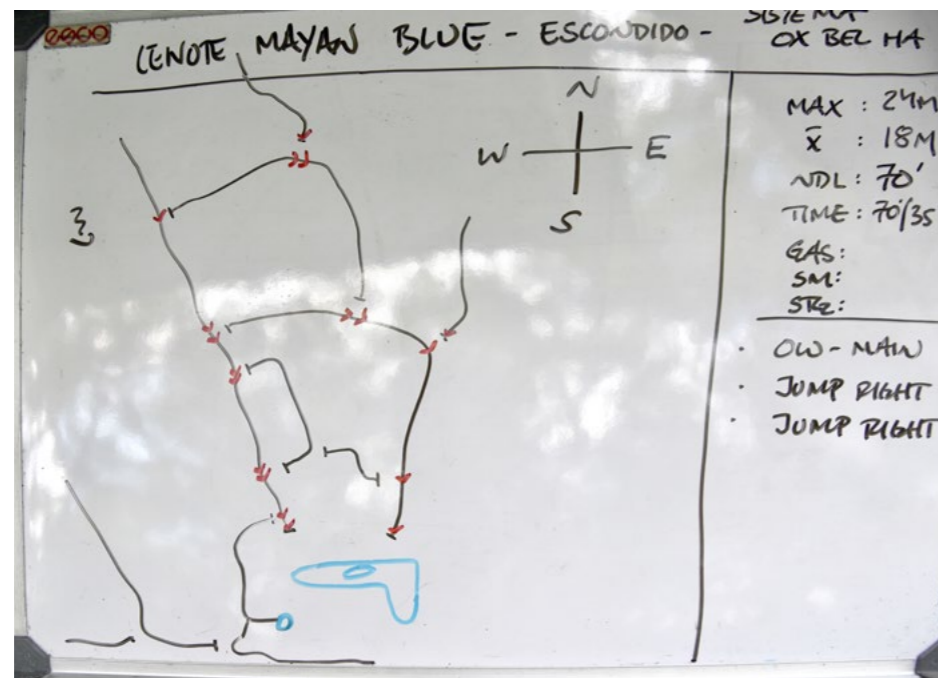 CENOTE MAYAN BLUE - ESCONDIDO -
SISTEMA
OX BEL HA
N
W E
S
MAX : 24M
x̄ : 18M
NDL : 70'
TIME : 70'/35
GAS:
SM:
OW - MAIN
JUMP RIGHT
JUMP RIGHT